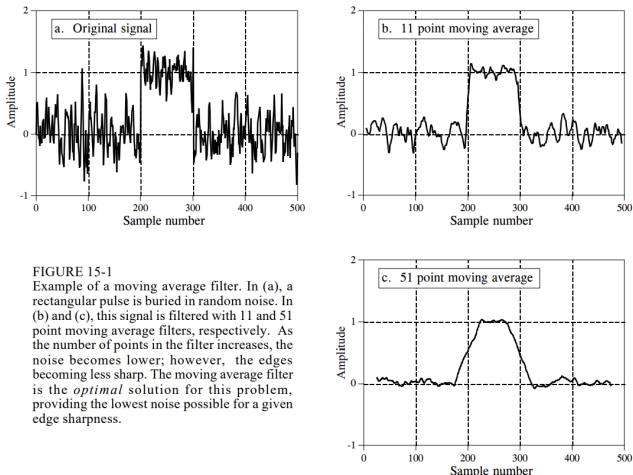 a. Original signal
2
1
0
-1
Amplitude
0
100
200
300
400
500
Sample number
b. 11 point moving average
2
1
0
-1
Amplitude
0
100
200
300
400
500
Sample number
FIGURE 15-1
Example of a moving average filter. In (a), a
rectangular pulse is buried in random noise. In
(b) and (c), this signal is filtered with 11 and 51
point moving average filters, respectively. As
the number of points in the filter increases, the
noise becomes lower; however, the edges
becoming less sharp. The moving average filter
is the optimal solution for this problem,
providing the lowest noise possible for a given
edge sharpness.
c. 51 point moving average
2
1
0
-1
Amplitude
0
100
200
300
400
500
Sample number